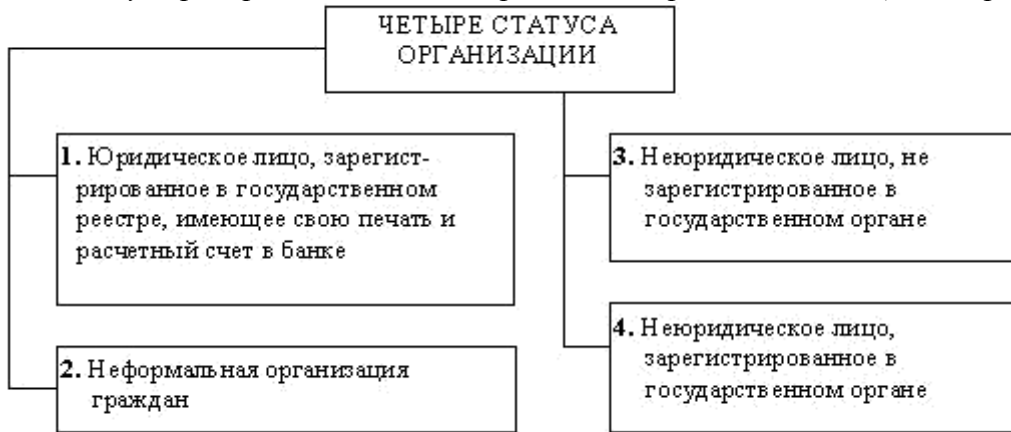 ЧЕТЫРЕ СТАТУСА
ОРГАНИЗАЦИИ
1. Юридическое лицо, зарегист-
рированное в государственном
реестре, имеющее свою печать и
расчетный счет в банке
2. Неформальная организация
граждан
3. Неюридическое лицо, не
зарегистрированное в
государственном органе
4. Неюридическое лицо,
зарегистрированное в
государственном органе